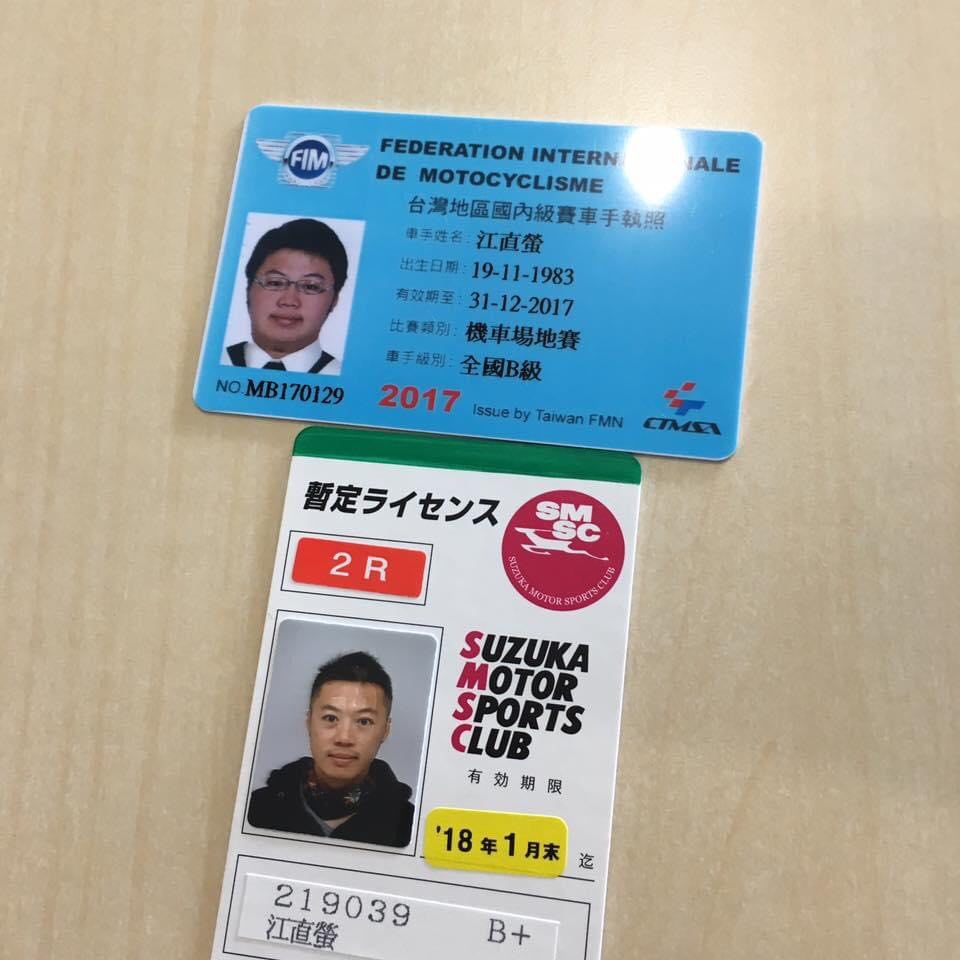 FIM
FEDERATION INTERNATIONALE
DE MOTOCYCLISME
台灣地區國內級賽車手執照
車手姓名：江直螢
出生日期：19-11-1983
有效期至：31-12-2017
比賽類別：機車場地賽
車手級別：全國B級
NO.MB170129
2017 Issue by Taiwan FMN
CTMSA
暫定ライセンス
2R
SM
SC
SUZUKA MOTOR SPORTS CLUB
SUZUKA
MOTOR
SPORTS
CLUB
有効期限
'18年1月末 迄
219039
江直螢
B+